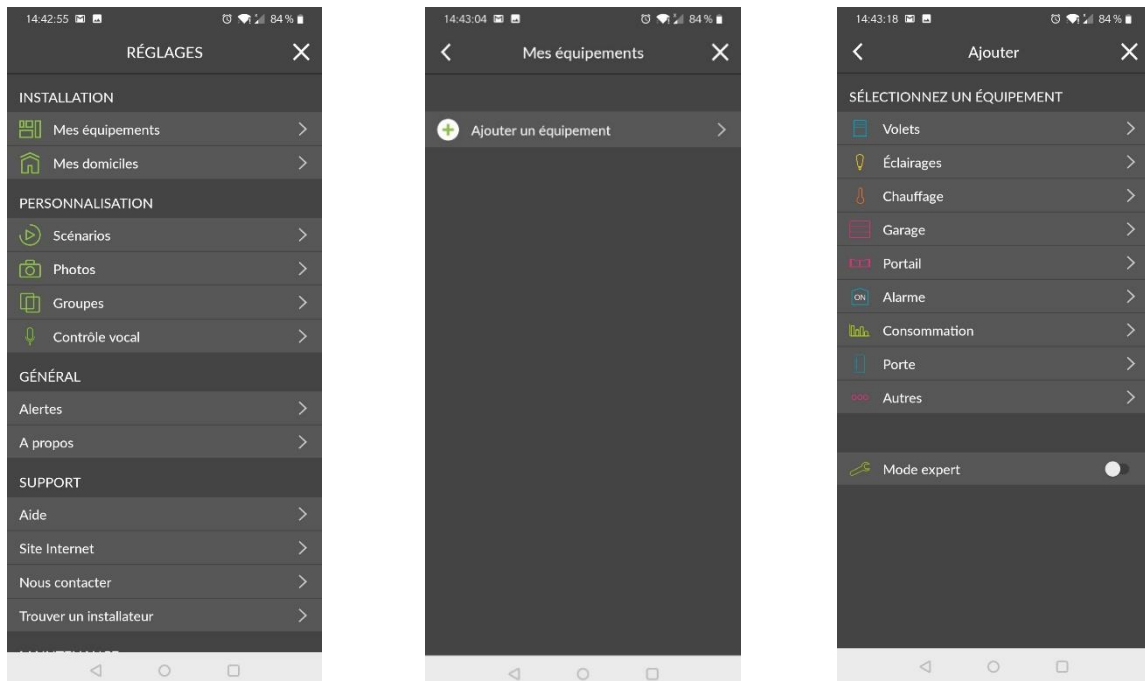 14:42:55 84 %
RÉGLAGES
INSTALLATION
Mes équipements
Mes domiciles
PERSONNALISATION
Scénarios
Photos
Groupes
Contrôle vocal
GÉNÉRAL
Alertes
A propos
SUPPORT
Aide
Site Internet
Nous contacter
Trouver un installateur
14:43:04 84 %
Mes équipements
Ajouter un équipement
14:43:18 84 %
Ajouter
SÉLECTIONNEZ UN ÉQUIPEMENT
Volets
Éclairages
Chauffage
Garage
Portail
ON Alarme
Consommation
Porte
Autres
Mode expert